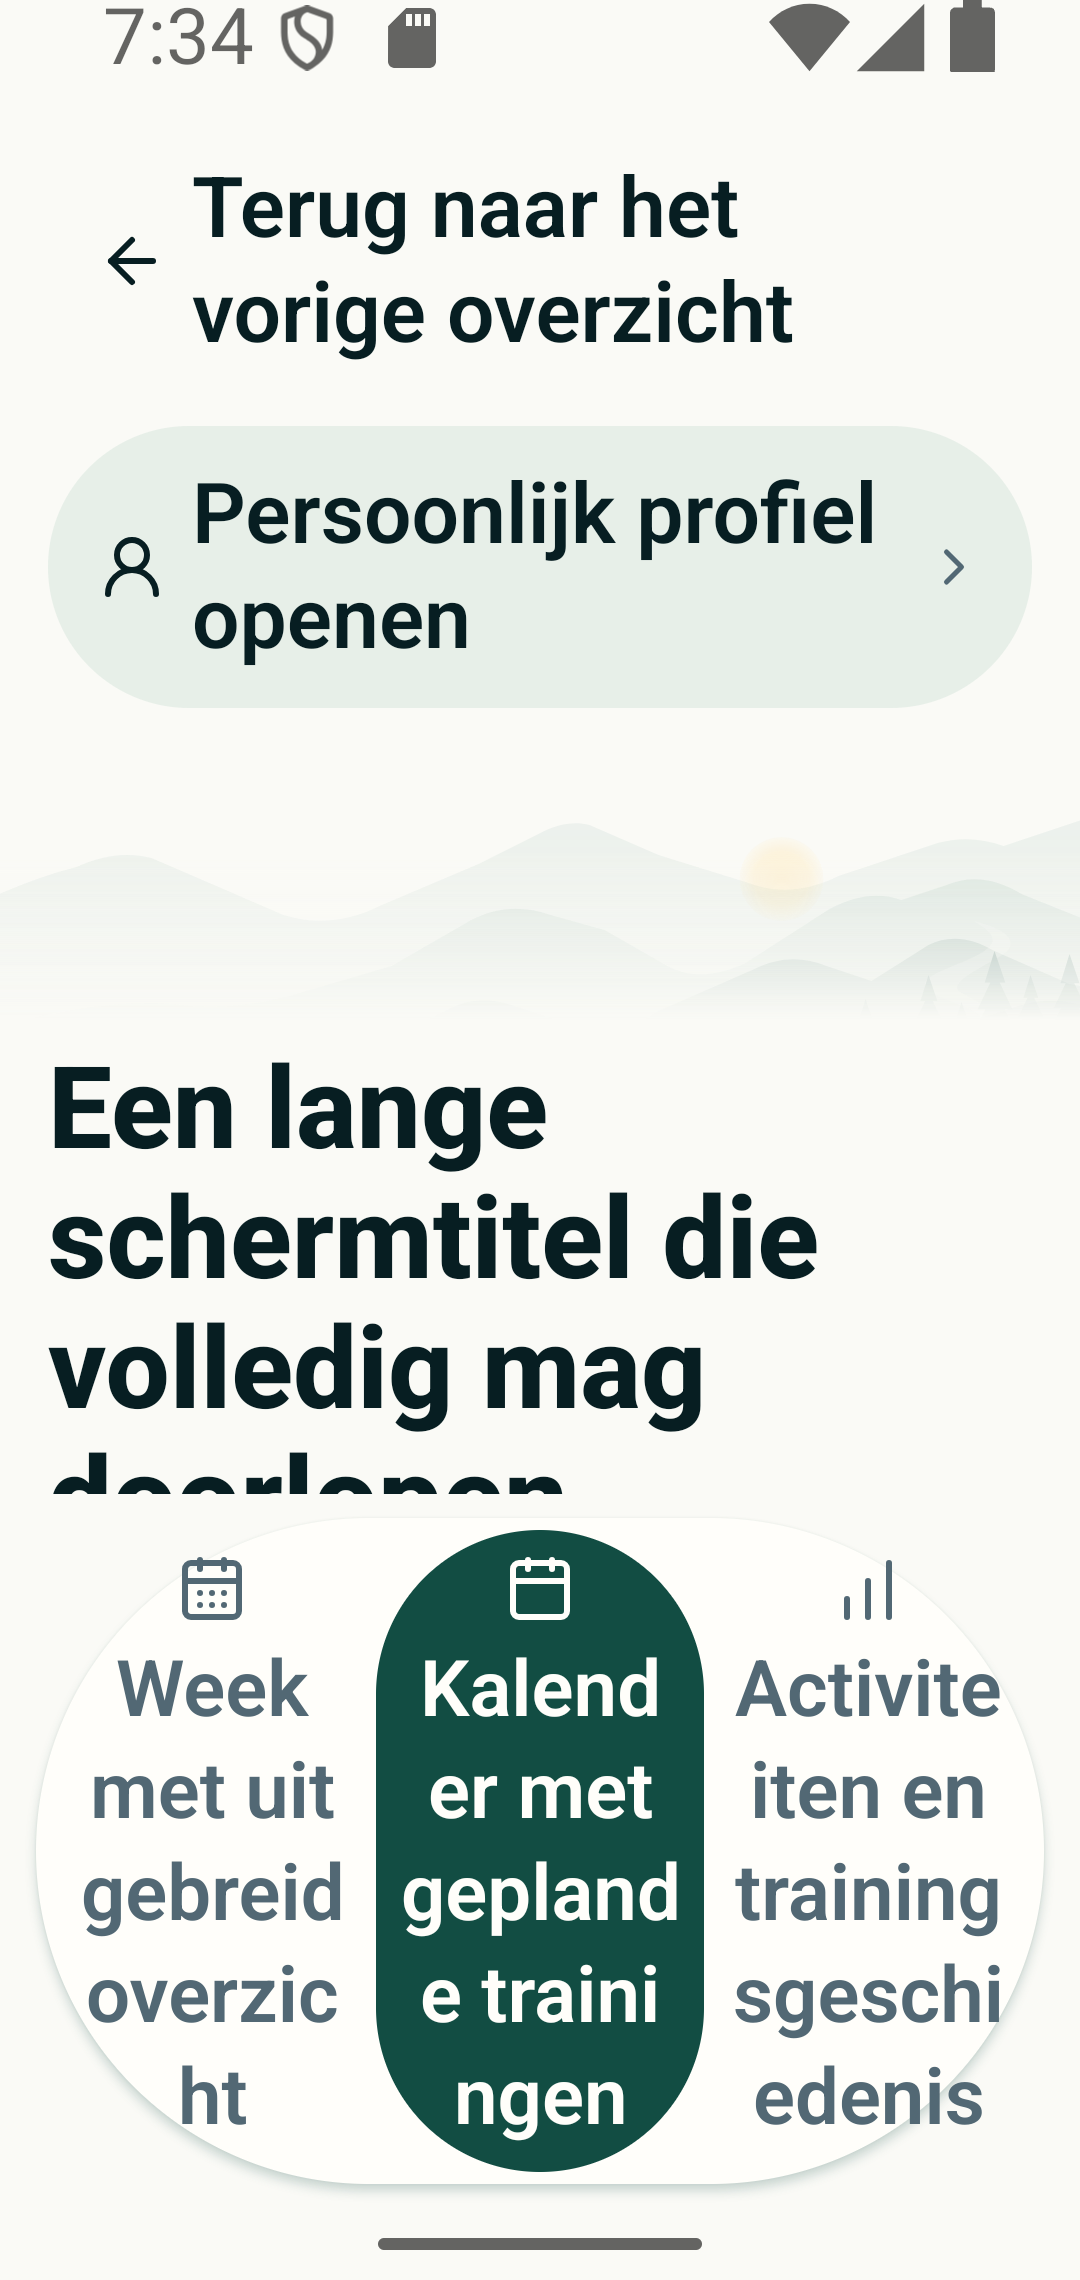 7:34
Terug naar het
vorige overzicht
Persoonlijk profiel
openen
Een lange
schermtitel die
volledig mag
doorlopen
Week
met uit
gebreid
overzic
ht
Kalend
er met
gepland
e traini
ngen
Activite
iten en
training
sgeschi
edenis